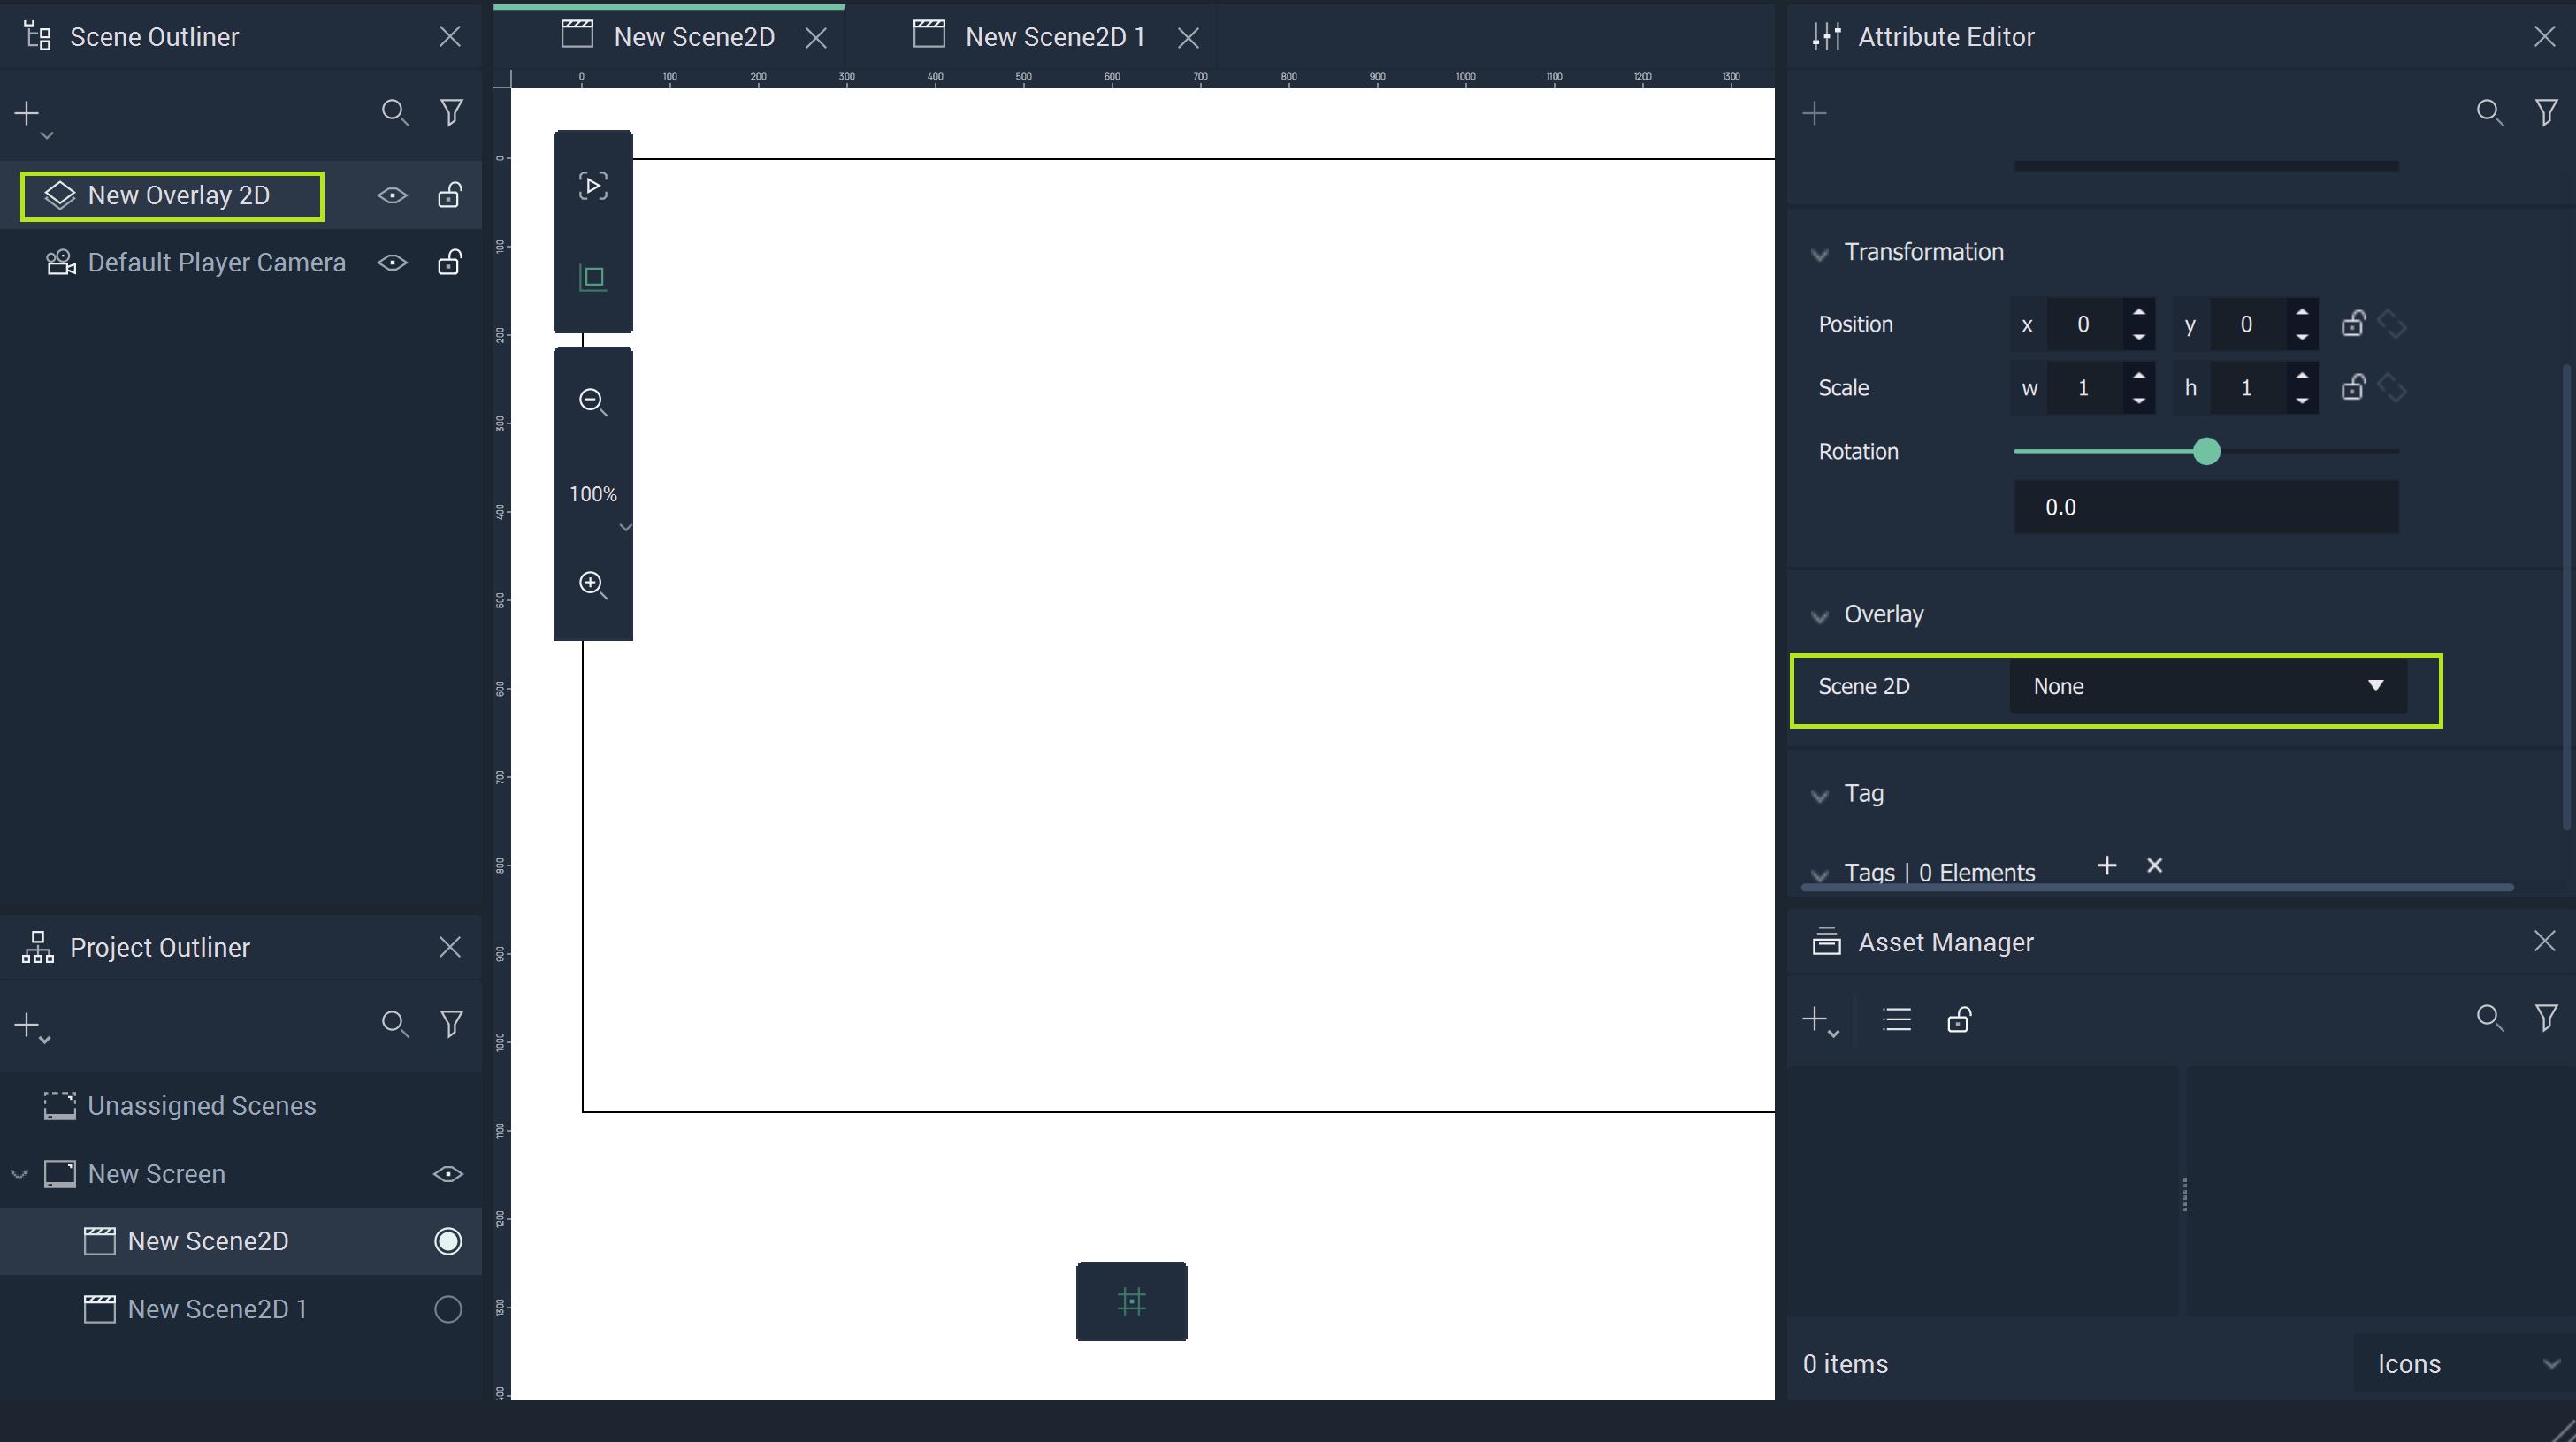 Scene Outliner
New Overlay 2D
Default Player Camera
Project Outliner
Unassigned Scenes
New Screen
New Scene2D
New Scene2D 1
New Scene2D
New Scene2D 1
0 100 200 300 400 500 600 700 800 900 1000 1100 1200 1300
0
100
200
300
400
500
600
700
800
900
1000
1100
1200
1300
400
100%
Attribute Editor
Transformation
Position x 0 y 0
Scale w 1 h 1
Rotation
0.0
Overlay
Scene 2D None
Tag
Tags | 0 Elements
Asset Manager
0 items Icons